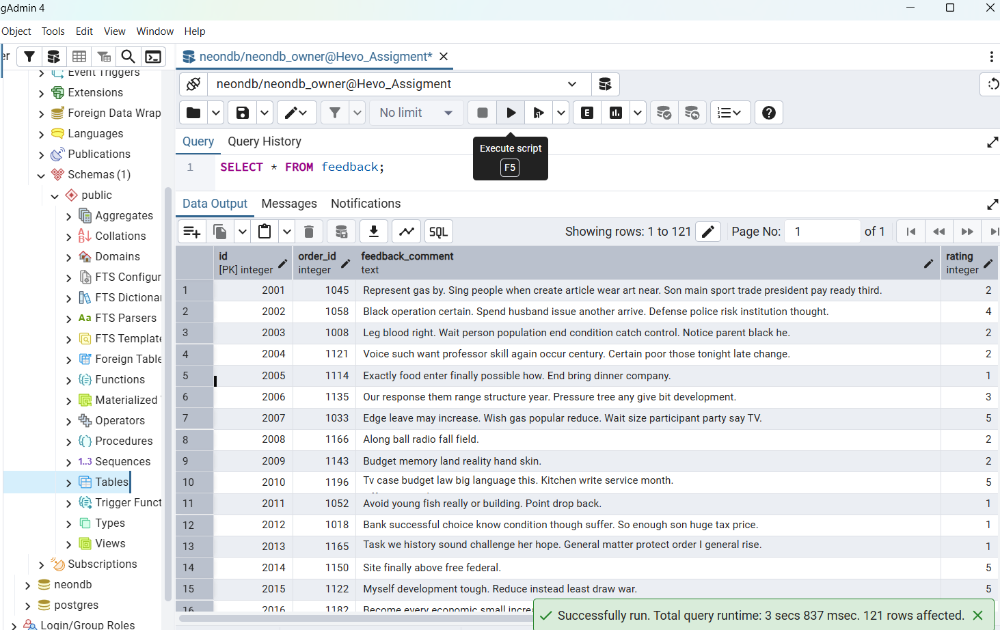 gAdmin 4
Object Tools Edit View Window Help
er
neondb/neondb_owner@Hevo_Assigment*
Event Triggers
Extensions
Foreign Data Wrap
Languages
Publications
Schemas (1)
public
Aggregates
Collations
Domains
FTS Configur
FTS Dictionar
FTS Parsers
FTS Template
Foreign Table
Functions
Materialized
Operators
Procedures
1..3 Sequences
Tables
Trigger Funct
Types
Views
Subscriptions
neondb
postgres
Login/Group Roles
neondb/neondb_owner@Hevo_Assigment
No limit
E
Query Query History
Execute script
F5
1 SELECT * FROM feedback;
Data Output Messages Notifications
SQL Showing rows: 1 to 121 Page No: 1 of 1
id order_id feedback_comment rating
[PK] integer integer text integer
1 2001 1045 Represent gas by. Sing people when create article wear art near. Son main sport trade president pay ready third. 2
2 2002 1058 Black operation certain. Spend husband issue another arrive. Defense police risk institution thought. 4
3 2003 1008 Leg blood right. Wait person population end condition catch control. Notice parent black he. 2
4 2004 1121 Voice such want professor skill again occur century. Certain poor those tonight late change. 2
5 2005 1114 Exactly food enter finally possible how. End bring dinner company. 1
6 2006 1135 Our response them range structure year. Pressure tree any give bit development. 3
7 2007 1033 Edge leave may increase. Wish gas popular reduce. Wait size participant party say TV. 5
8 2008 1166 Along ball radio fall field. 2
9 2009 1143 Budget memory land reality hand skin. 2
10 2010 1196 Tv case budget law big language this. Kitchen write service month. 5
11 2011 1052 Avoid young fish really or building. Point drop back. 1
12 2012 1018 Bank successful choice know condition though suffer. So enough son huge tax price. 1
13 2013 1165 Task we history sound challenge her hope. General matter protect order I general rise. 1
14 2014 1150 Site finally above free federal. 5
15 2015 1122 Myself development tough. Reduce instead least draw war. 5
16 2016 1182 Become every economic small increa
Successfully run. Total query runtime: 3 secs 837 msec. 121 rows affected.